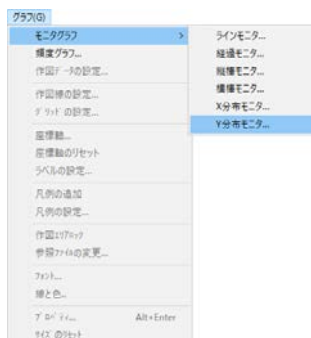 グラフ(G)
モニタグラフ >
輝度グラフ...
作図データの設定...
作図線の設定...
グリッドの設定...
座標軸...
座標軸のリセット
ラベルの設定...
凡例の追加
凡例の設定...
作図エリアロック
参照ファイルの変更...
フォント...
線と色...
プロパティ... Alt+Enter
サイズのリセット
ラインモニタ...
経過モニタ...
縦横モニタ...
横横モニタ...
X分布モニタ...
Y分布モニタ...